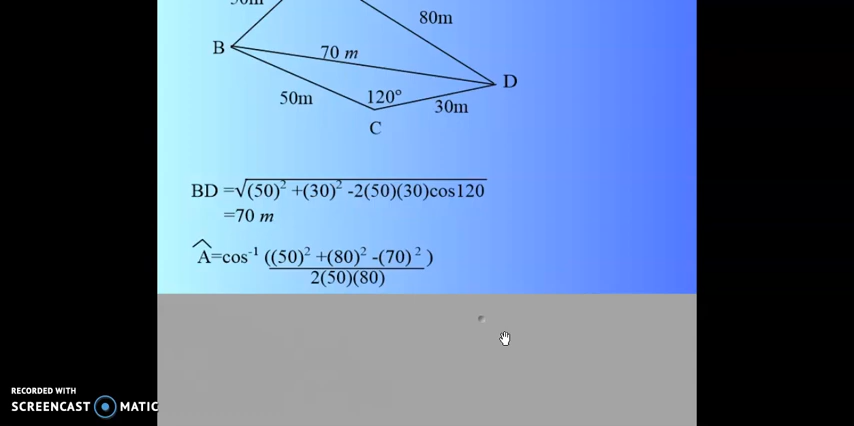 80m
B
70 m
D
50m
120°
30m
C
BD =√(50)² +(30)² -2(50)(30)cos120
=70 m
A=cos⁻¹ ((50)² +(80)² -(70)² )
2(50)(80)
RECORDED WITH
SCREENCAST MATIC